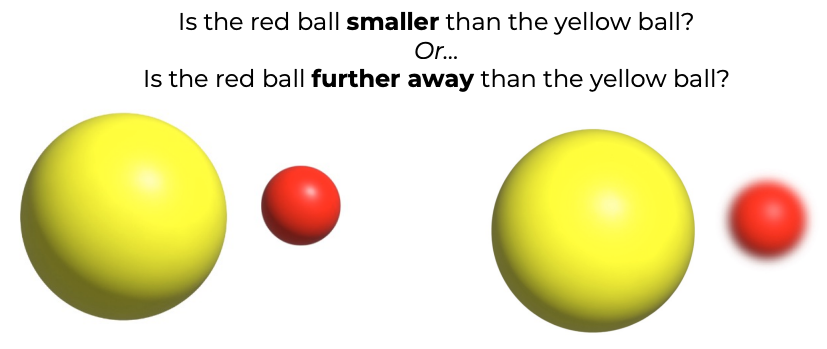 Is the red ball smaller than the yellow ball?
Or...
Is the red ball further away than the yellow ball?